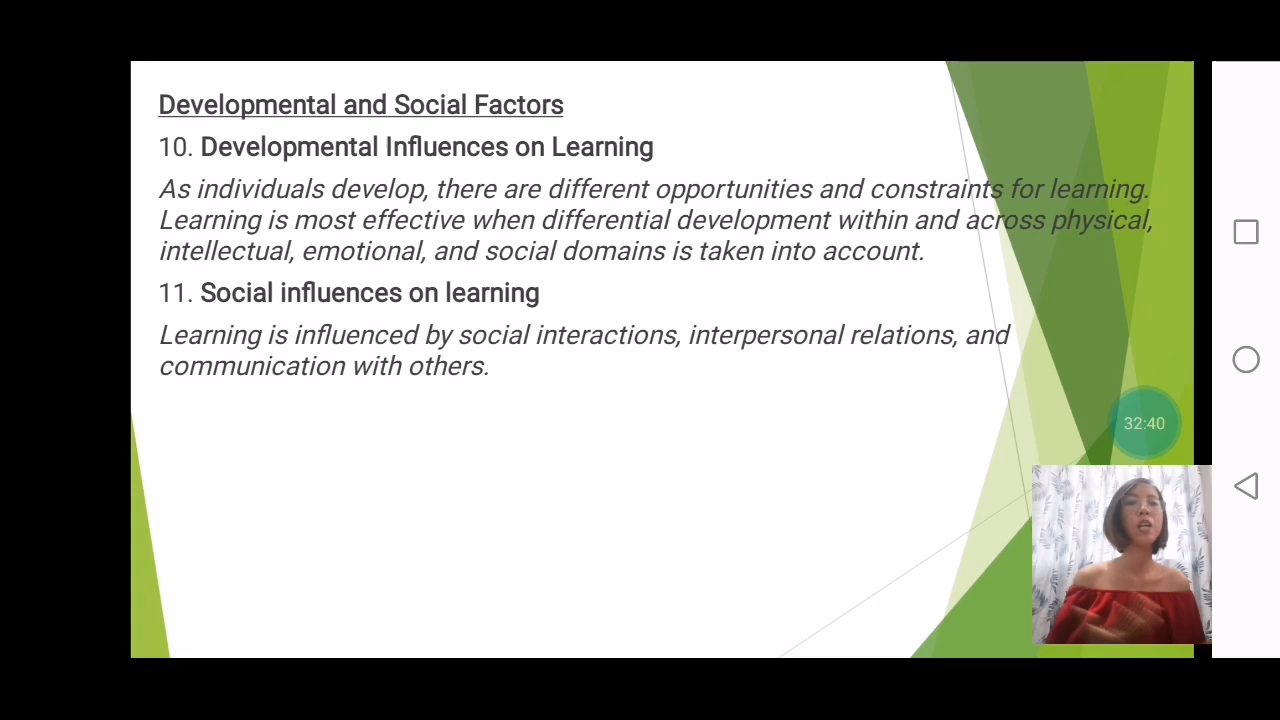 Developmental and Social Factors
10. Developmental Influences on Learning
As individuals develop, there are different opportunities and constraints for learning.
Learning is most effective when differential development within and across physical,
intellectual, emotional, and social domains is taken into account.
11. Social influences on learning
Learning is influenced by social interactions, interpersonal relations, and
communication with others.
32:40